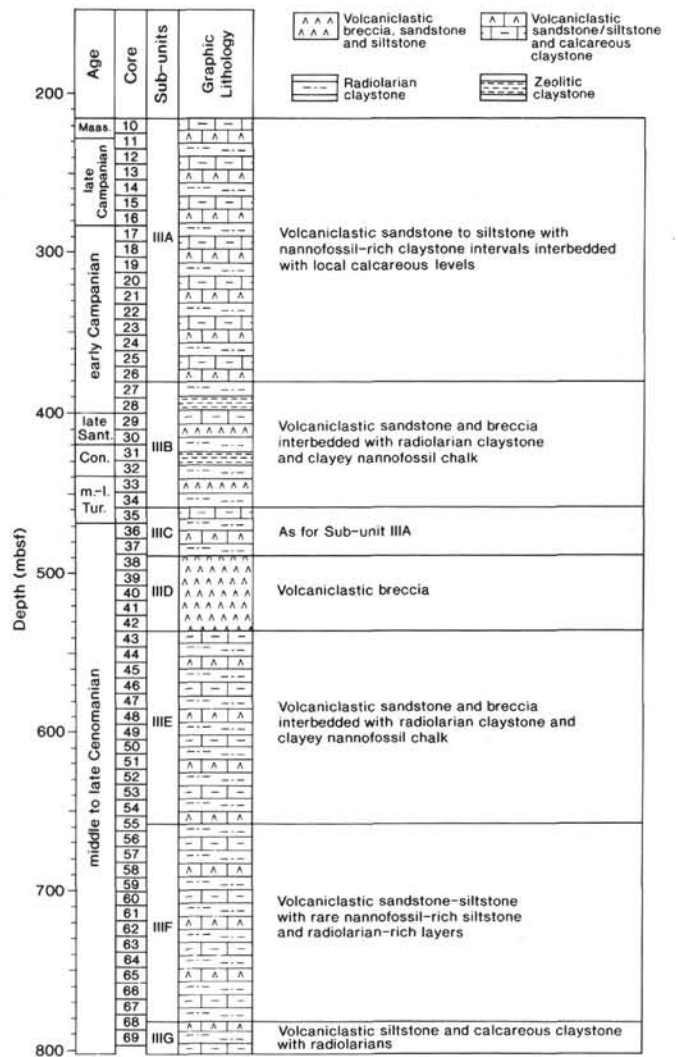 Volcaniclastic
breccia, sandstone
and siltstone
Volcaniclastic
sandstone/siltstone
and calcareous
claystone
Radiolarian
claystone
Zeolitic
claystone
Age
Core
Sub-units
Graphic
Lithology
Depth (mbsf)
200
300
400
500
600
700
800
Maas.
late
Campanian
early Campanian
late
Sant.
Con.
m.-l.
Tur.
middle to late Cenomanian
10
11
12
13
14
15
16
17
18
19
20
21
22
23
24
25
26
27
28
29
30
31
32
33
34
35
36
37
38
39
40
41
42
43
44
45
46
47
48
49
50
51
52
53
54
55
56
57
58
59
60
61
62
63
64
65
66
67
68
69
IIIA
Volcaniclastic sandstone to siltstone with
nannofossil-rich claystone intervals interbedded
with local calcareous levels
IIIB
Volcaniclastic sandstone and breccia
interbedded with radiolarian claystone
and clayey nannofossil chalk
IIIC
As for Sub-unit IIIA
IIID
Volcaniclastic breccia
IIIE
Volcaniclastic sandstone and breccia
interbedded with radiolarian claystone and
clayey nannofossil chalk
IIIF
Volcaniclastic sandstone-siltstone
with rare nannofossil-rich siltstone
and radiolarian-rich layers
IIIG
Volcaniclastic siltstone and calcareous claystone
with radiolarians